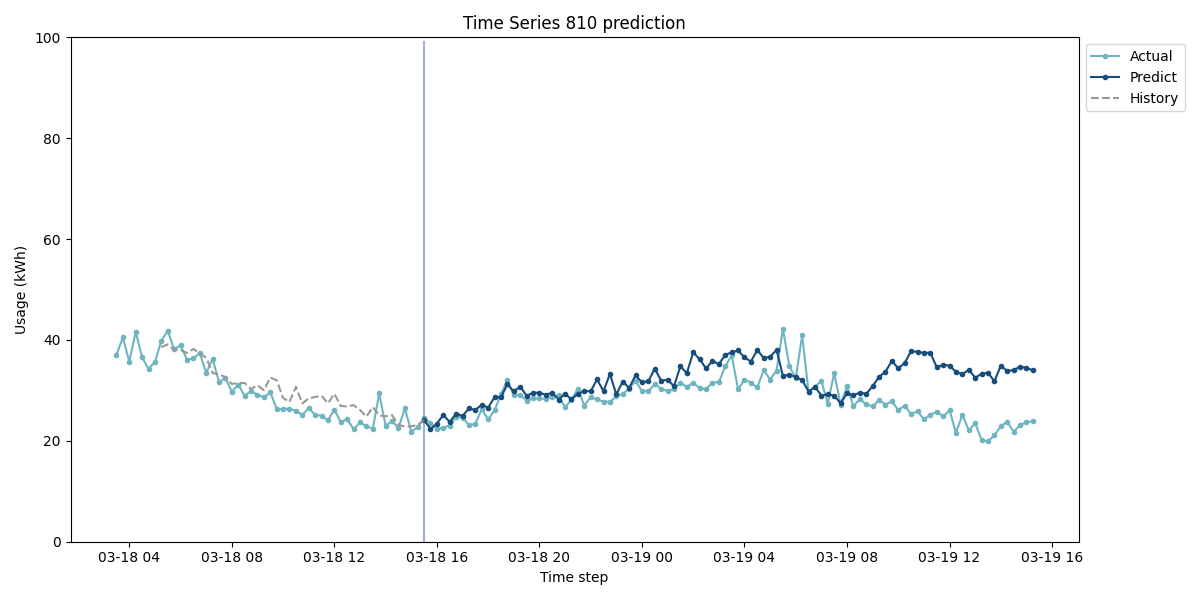 Time Series 810 prediction
100
80
60
40
20
0
Usage (kWh)
03-18 04
03-18 08
03-18 12
03-18 16
03-18 20
03-19 00
03-19 04
03-19 08
03-19 12
03-19 16
Time step
Actual
Predict
History